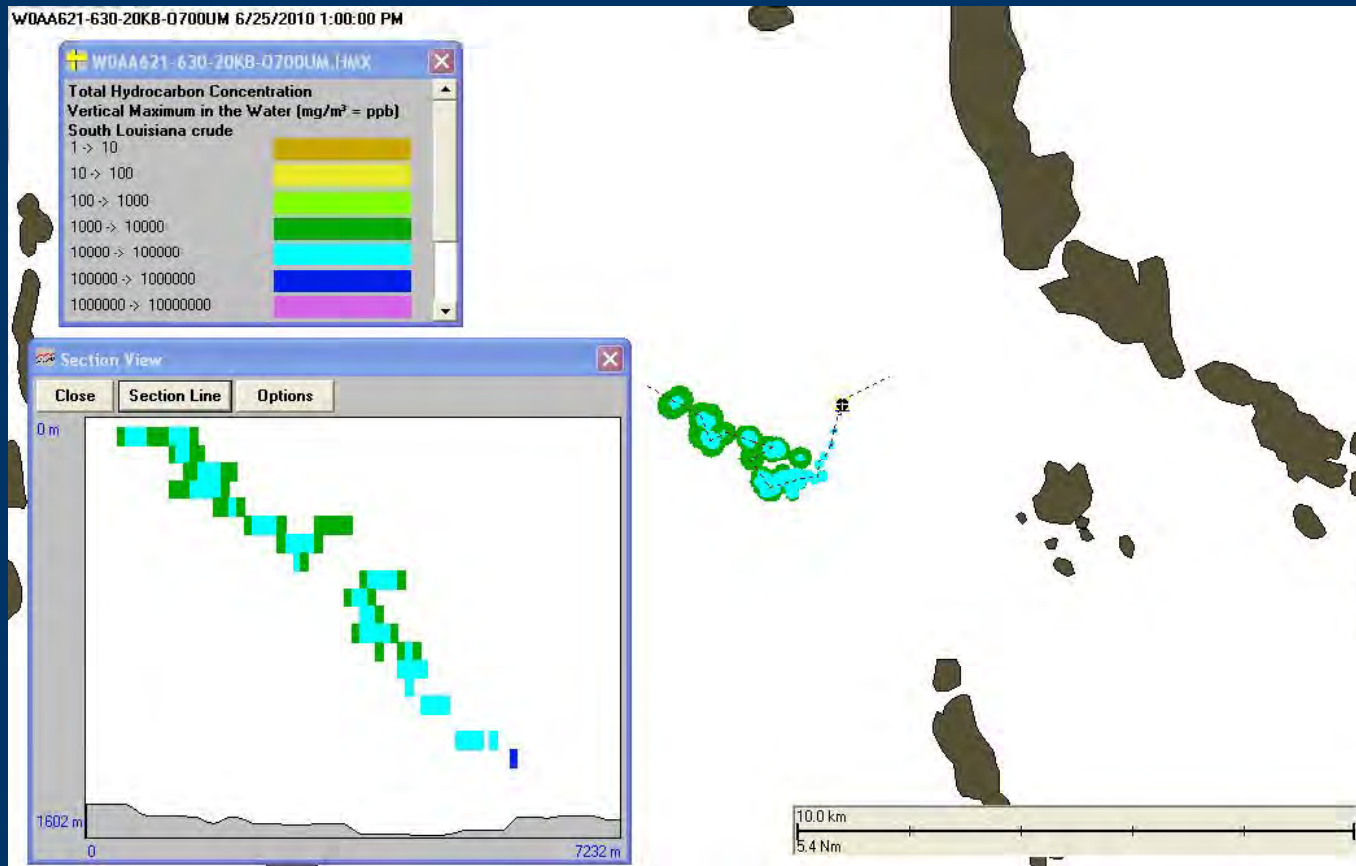 W0AA621-630-20KB-0700UM 6/25/2010 1:00:00 PM
W0AA621-630-20KB-0700UM.HMX
Total Hydrocarbon Concentration
Vertical Maximum in the Water (mg/m³ = ppb)
South Louisiana crude
1 -> 10
10 -> 100
100 -> 1000
1000 -> 10000
10000 -> 100000
100000 -> 1000000
1000000 -> 10000000
Section View
Close Section Line Options
0 m
1602 m
0 7232 m
10.0 km
5.4 Nm